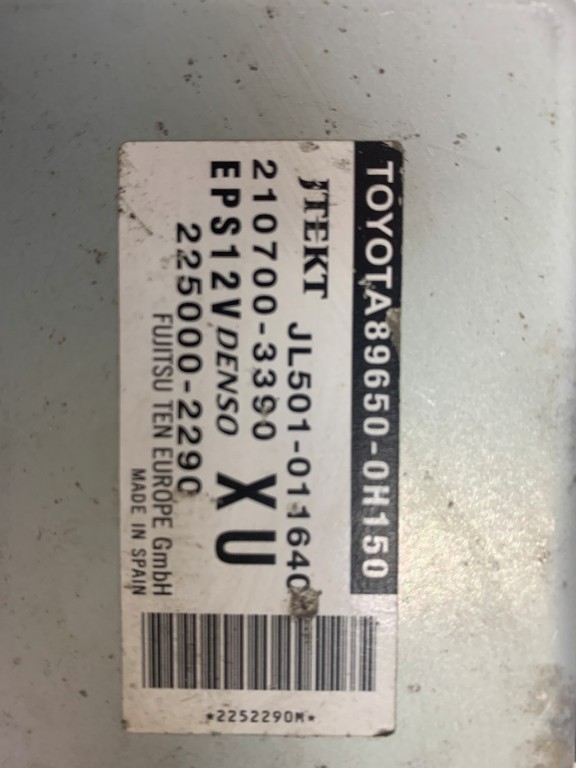 TOYOTA89650-0H150
JTEKT JL501-011640
210700-3390
EPS12V DENSO XU
225000-2290
FUJITSU TEN EUROPE GmbH
MADE IN SPAIN
*2252290M*